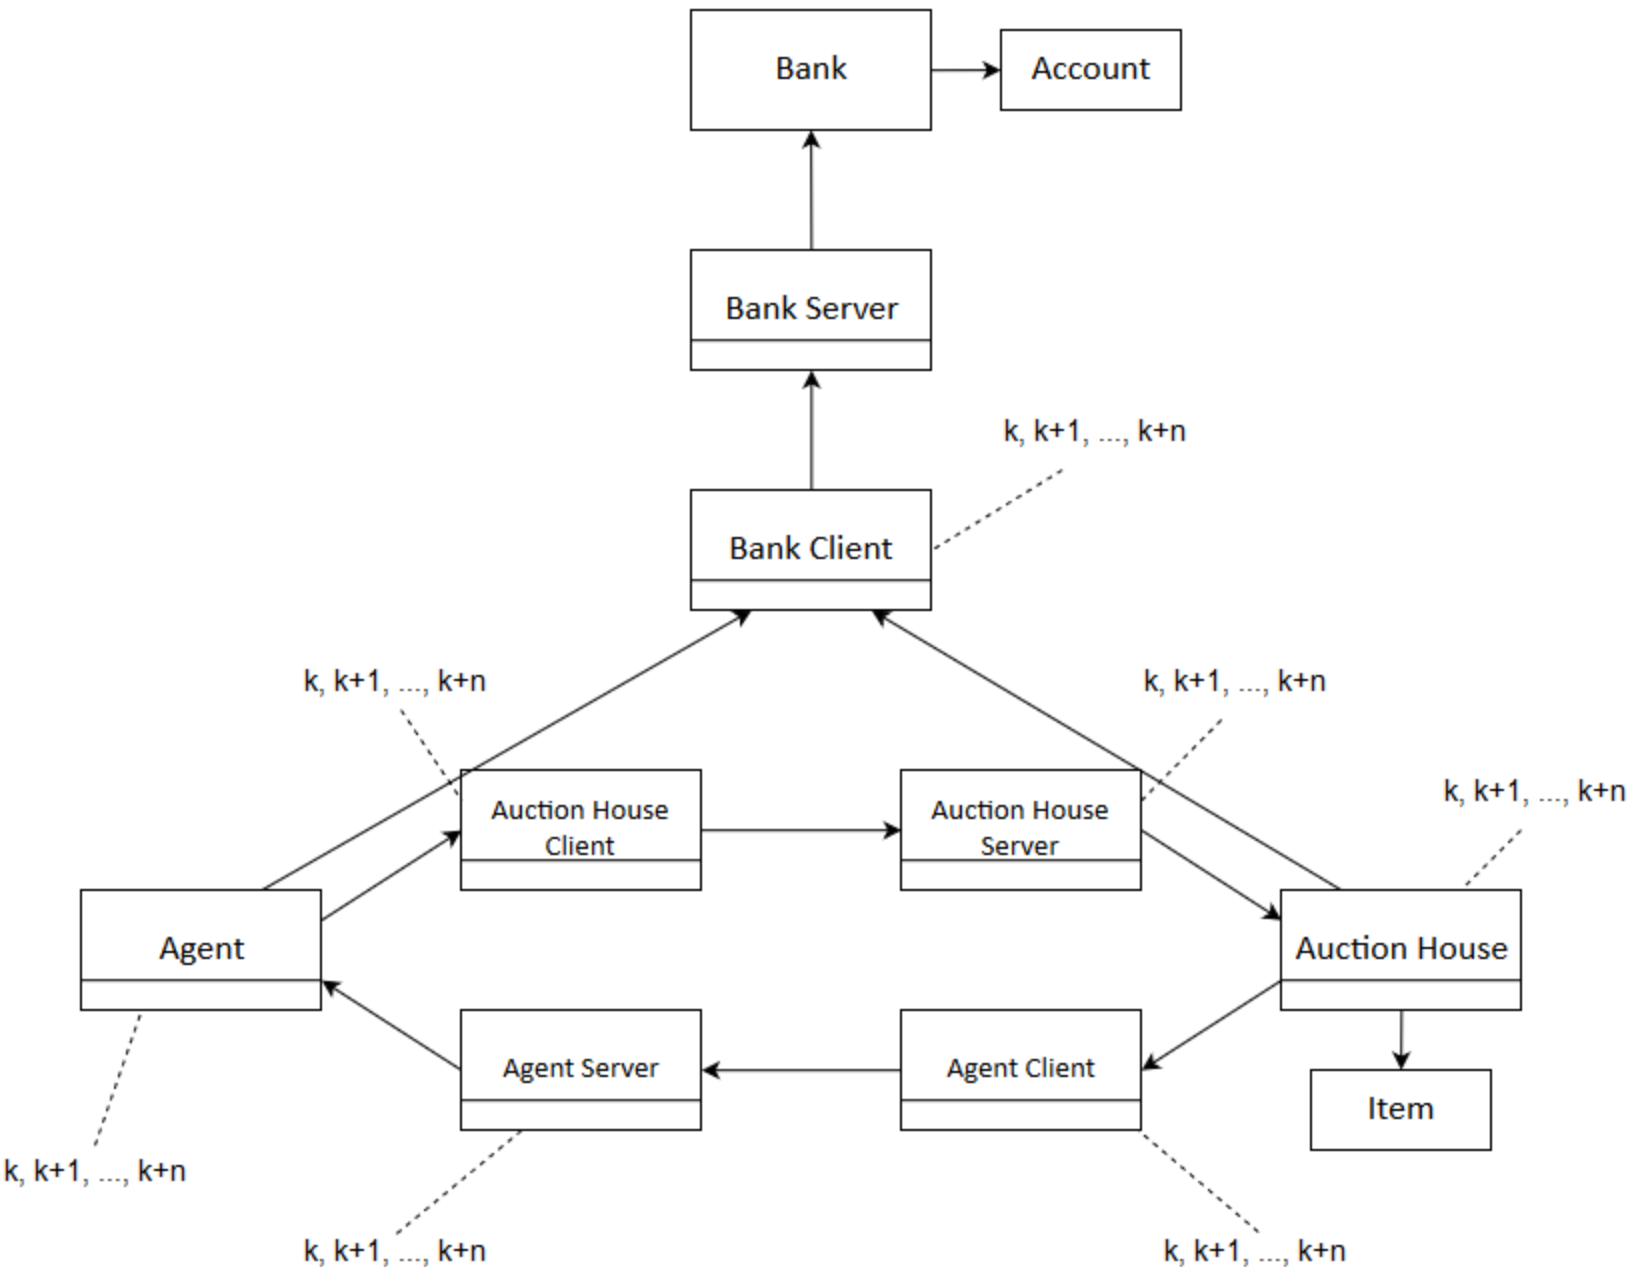 Bank
Account
Bank Server
k, k+1, ..., k+n
Bank Client
k, k+1, ..., k+n
k, k+1, ..., k+n
k, k+1, ..., k+n
Auction House
Client
Auction House
Server
Agent
Auction House
Agent Server
Agent Client
Item
k, k+1, ..., k+n
k, k+1, ..., k+n
k, k+1, ..., k+n